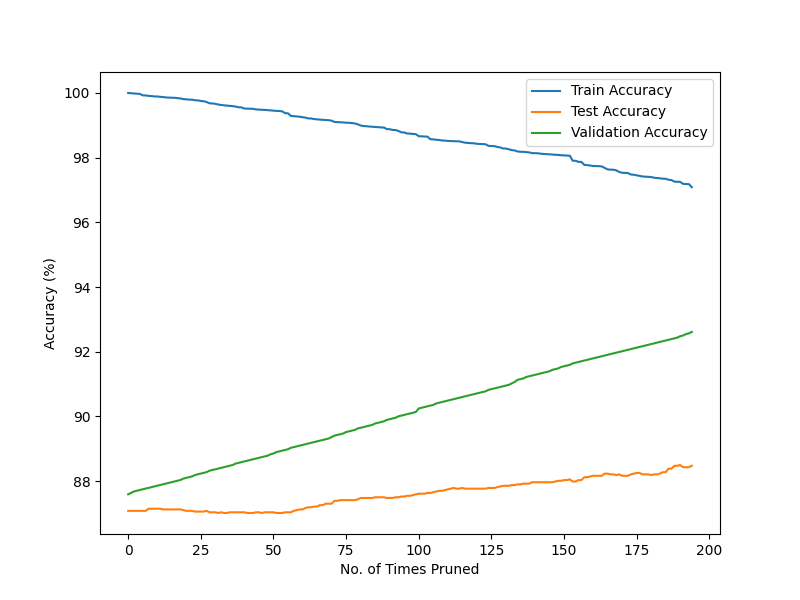 Train Accuracy
Test Accuracy
Validation Accuracy
100
98
96
94
92
90
88
Accuracy (%)
0 25 50 75 100 125 150 175 200
No. of Times Pruned